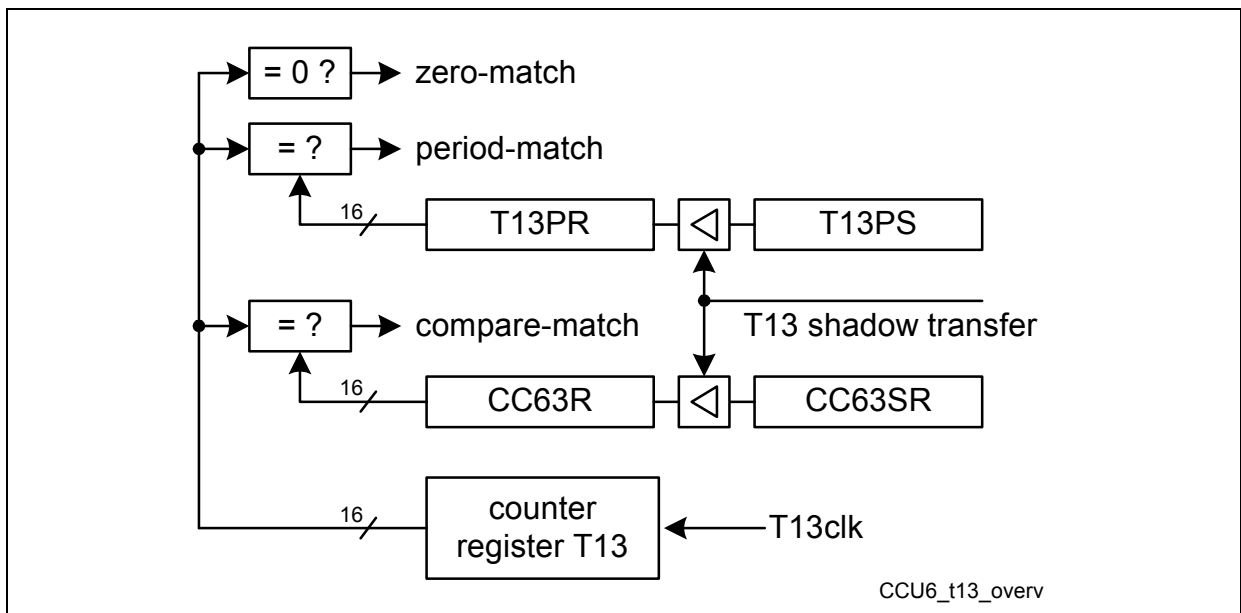 = 0 ?
zero-match
= ?
period-match
16
T13PR
T13PS
= ?
compare-match
T13 shadow transfer
16
CC63R
CC63SR
16
counter
register T13
T13clk
CCU6_t13_overv